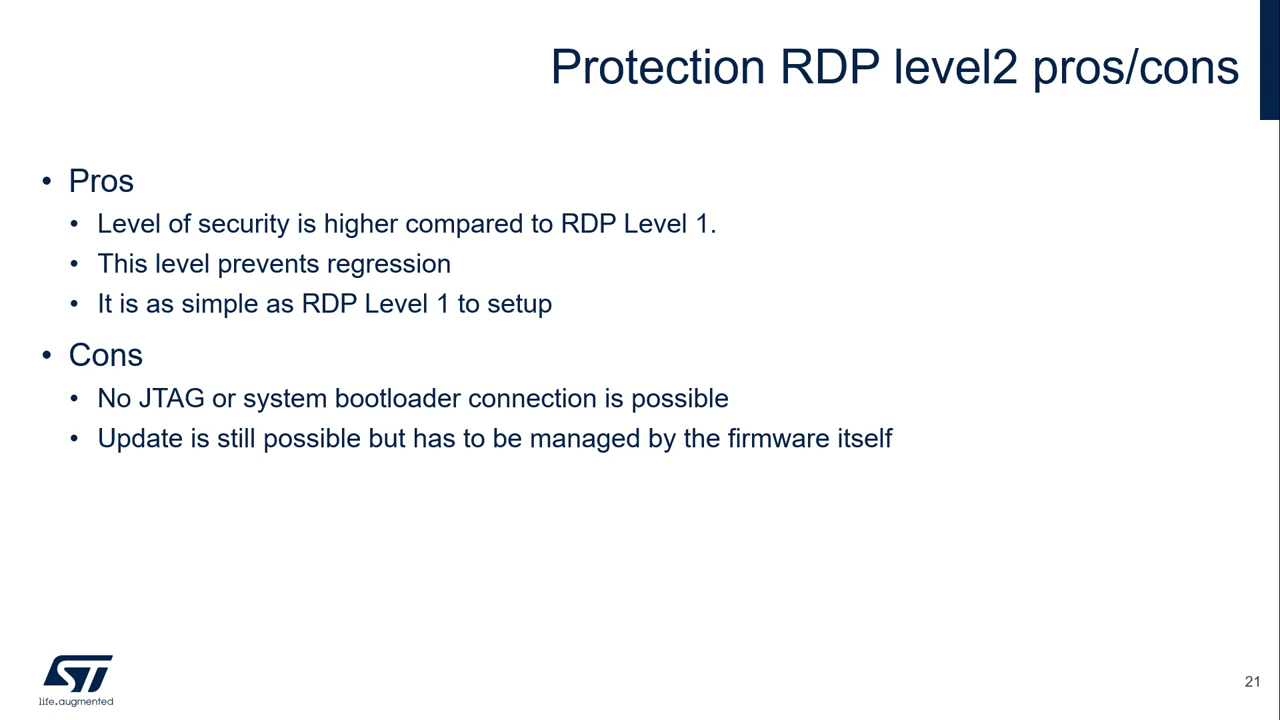 Protection RDP level2 pros/cons
• Pros
• Level of security is higher compared to RDP Level 1.
• This level prevents regression
• It is as simple as RDP Level 1 to setup
• Cons
• No JTAG or system bootloader connection is possible
• Update is still possible but has to be managed by the firmware itself
ST
life.augmented
21